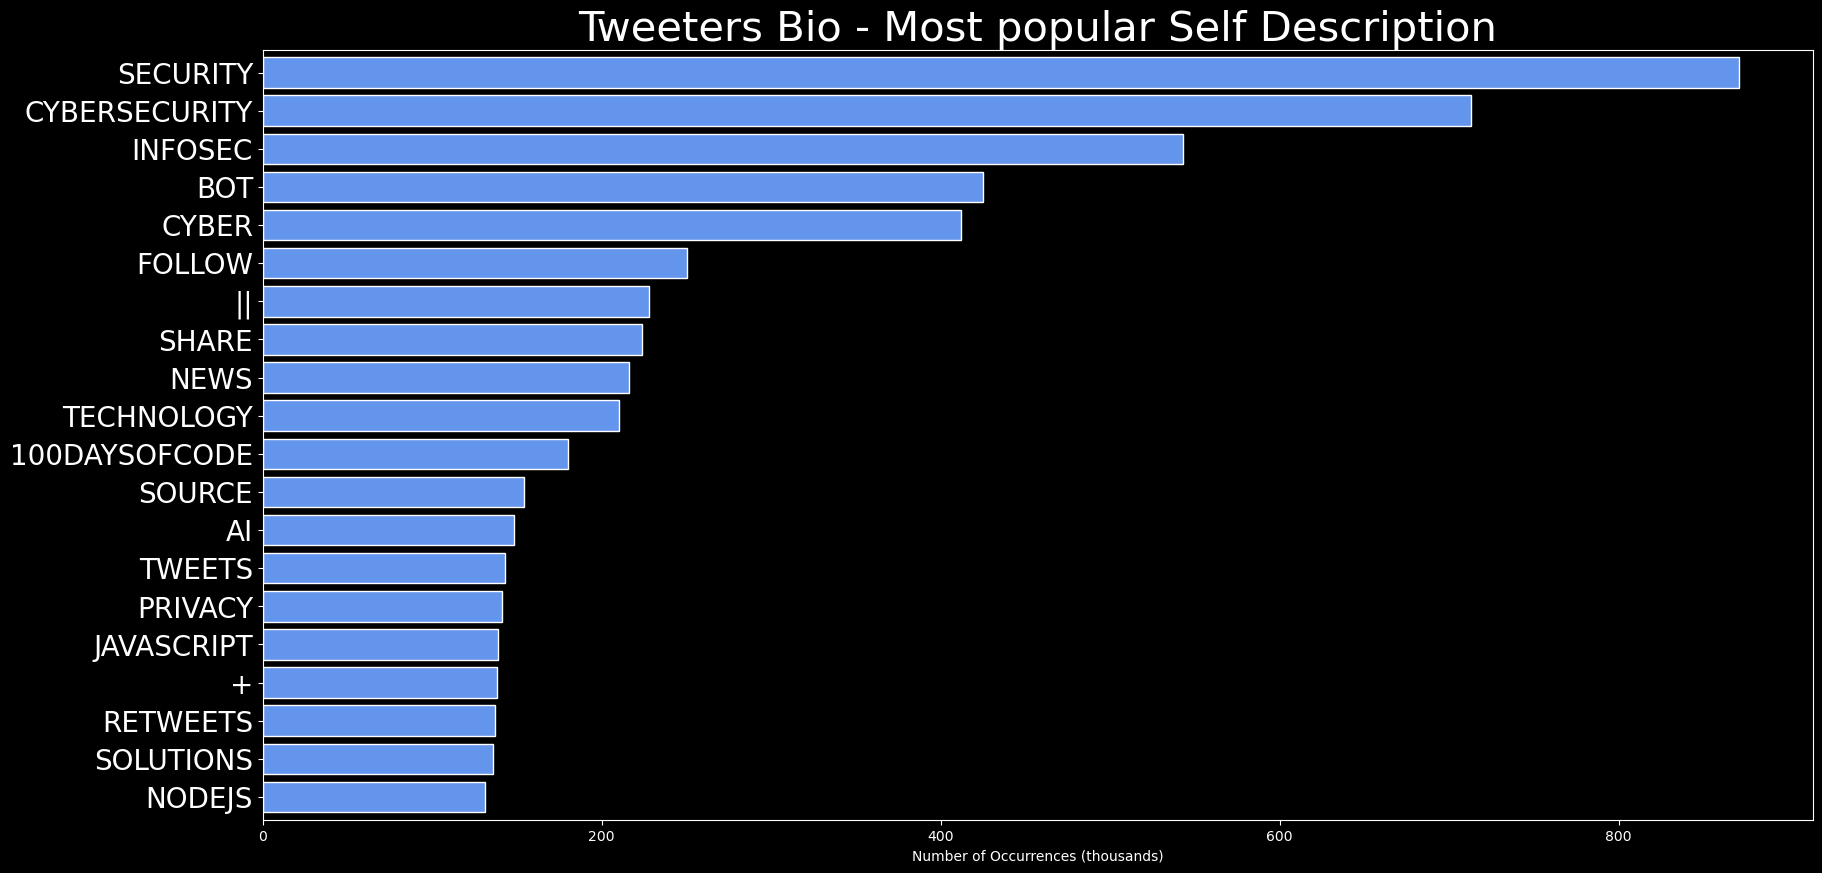 Tweeters Bio - Most popular Self Description
SECURITY
CYBERSECURITY
INFOSEC
BOT
CYBER
FOLLOW
||
SHARE
NEWS
TECHNOLOGY
100DAYSOFCODE
SOURCE
AI
TWEETS
PRIVACY
JAVASCRIPT
+
RETWEETS
SOLUTIONS
NODEJS
0 200 400 600 800
Number of Occurrences (thousands)